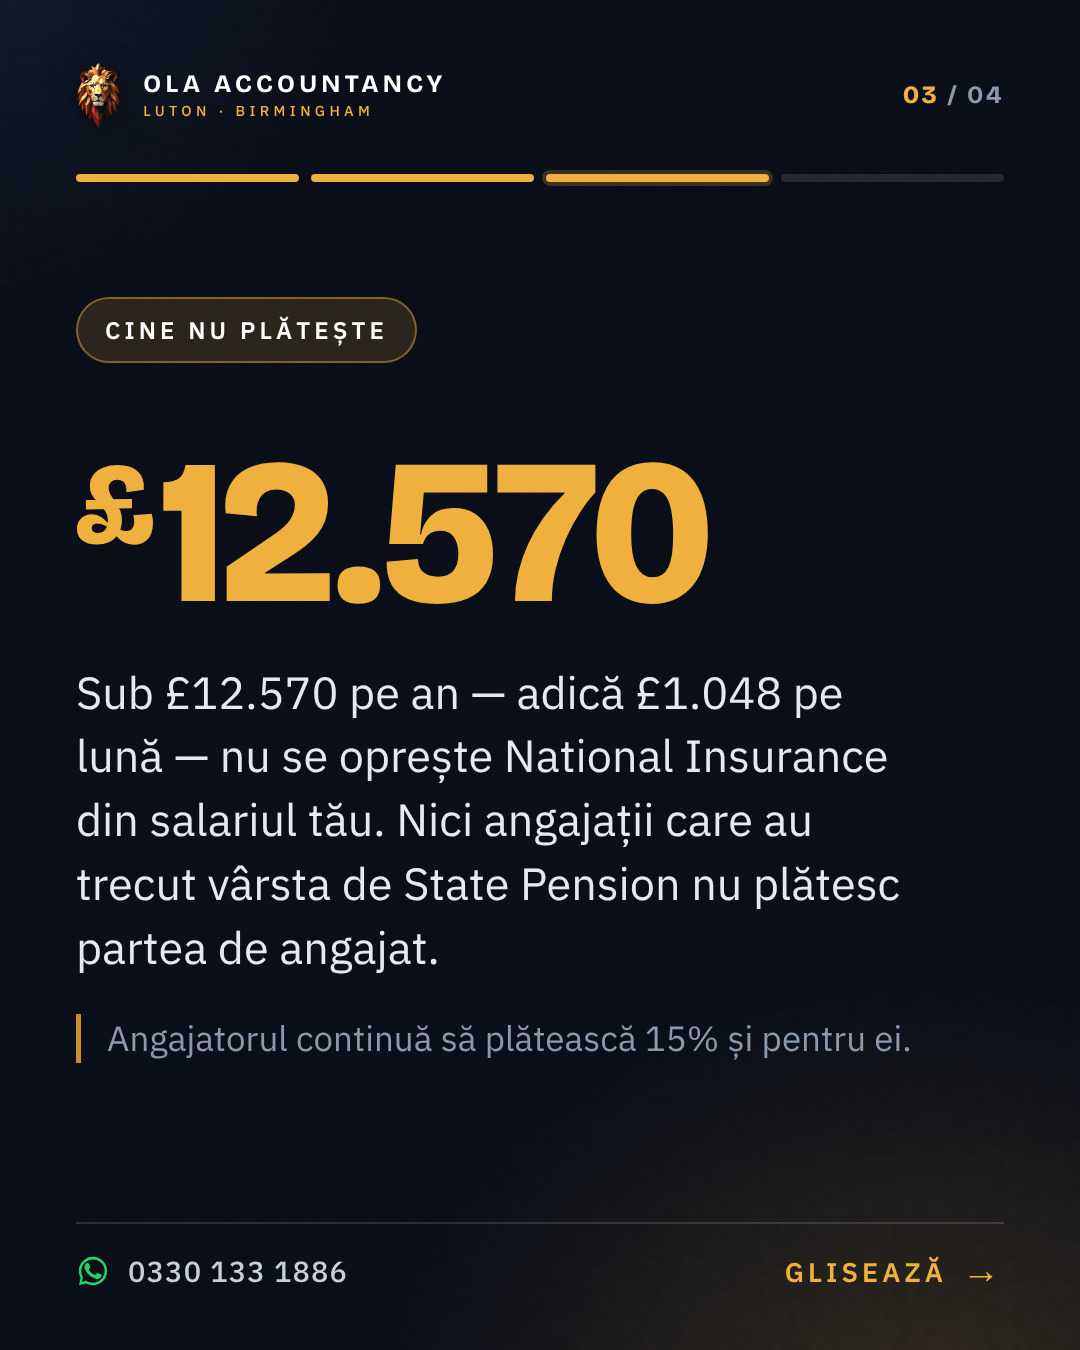 OLA ACCOUNTANCY
LUTON · BIRMINGHAM
03 / 04
CINE NU PLĂTEȘTE
£12.570
Sub £12.570 pe an — adică £1.048 pe
lună — nu se oprește National Insurance
din salariul tău. Nici angajații care au
trecut vârsta de State Pension nu plătesc
partea de angajat.
Angajatorul continuă să plătească 15% și pentru ei.
0330 133 1886
GLISEAZĂ →